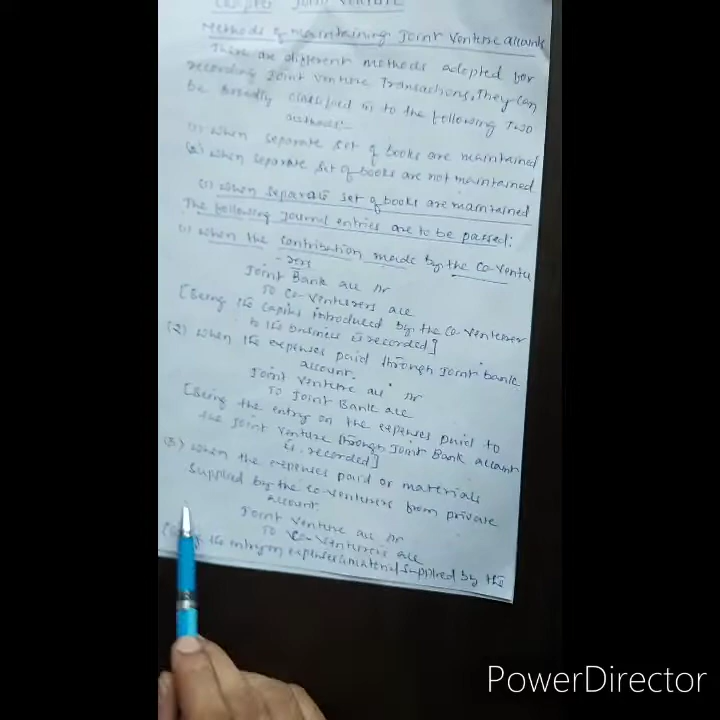 Chapter Joint Venture
Methods of maintaining Joint Venture accounts
There are different methods adopted for
recording Joint venture Transactions. They can
be broadly classified in to the following two
(1) when separate set of books are maintained
(2) when separate set of books are not maintained
(1) when separate set of books are maintained
The following Journal entries are to be passed:
(1) when the contribution made by the co-ventu
-rers
Joint Bank a/c Dr
To Co-venturers a/c
[Being the capital introduced by the co-venturer
to the business is recorded]
(2) when the expenses paid through Joint bank
account.
Joint venture a/c Dr
To Joint Bank a/c
[Being the entry on the expenses paid to
the Joint venture through Joint Bank account
is recorded]
(3) when the expenses paid or materials
supplied by the co-venturers from private
account
Joint venture a/c Dr
To Co-venturers a/c
the entry on expenses & material supplied by the
PowerDirector